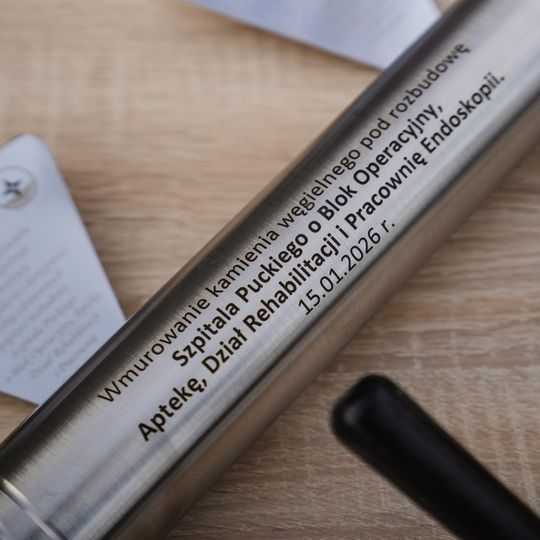 Wmurowanie kamienia węgielnego pod rozbudowę
Szpitala Puckiego o Blok Operacyjny,
Aptekę, Dział Rehabilitacji i Pracownię Endoskopii.
15.01.2026 r.